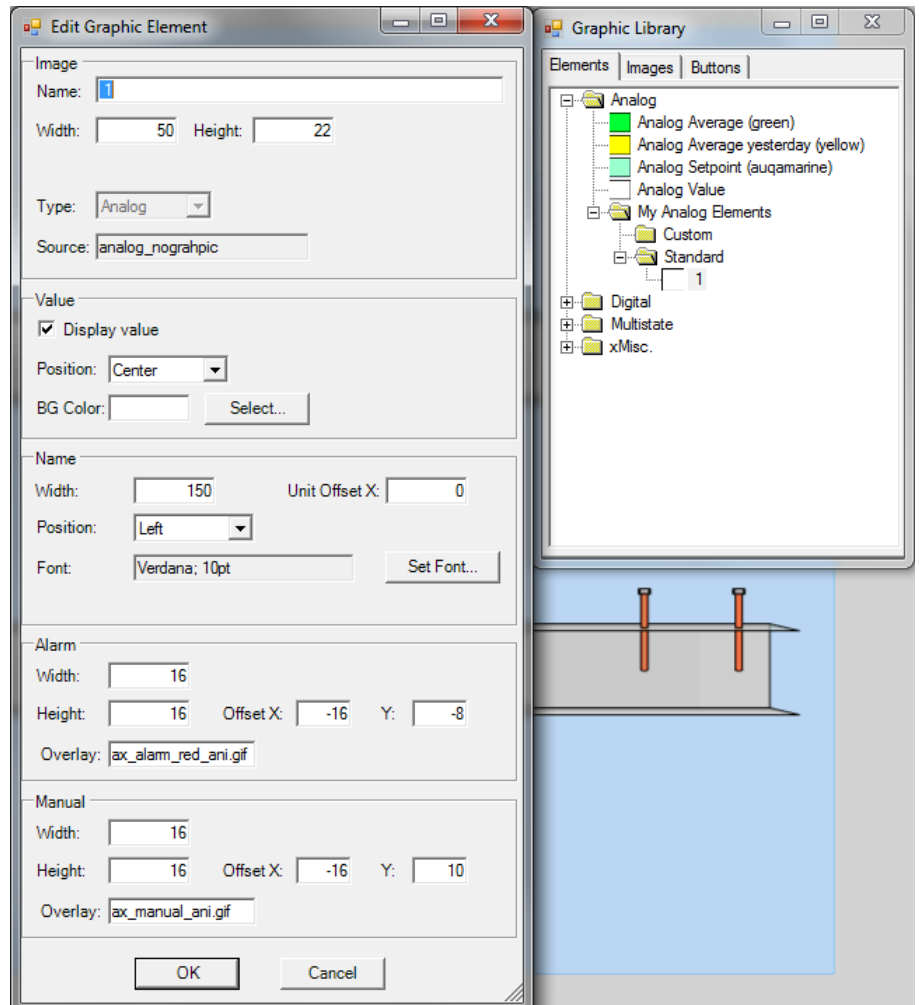 Edit Graphic Element
Image
Name: 1
Width: 50 Height: 22
Type: Analog
Source: analog_nograhpic
Value
Display value
Position: Center
BG Color: Select...
Name
Width: 150 Unit Offset X: 0
Position: Left
Font: Verdana; 10pt Set Font...
Alarm
Width: 16
Height: 16 Offset X: -16 Y: -8
Overlay: ax_alarm_red_ani.gif
Manual
Width: 16
Height: 16 Offset X: -16 Y: 10
Overlay: ax_manual_ani.gif
OK Cancel
Graphic Library
Elements Images Buttons
Analog
Analog Average (green)
Analog Average yesterday (yellow)
Analog Setpoint (auqamarine)
Analog Value
My Analog Elements
Custom
Standard
1
Digital
Multistate
xMisc.